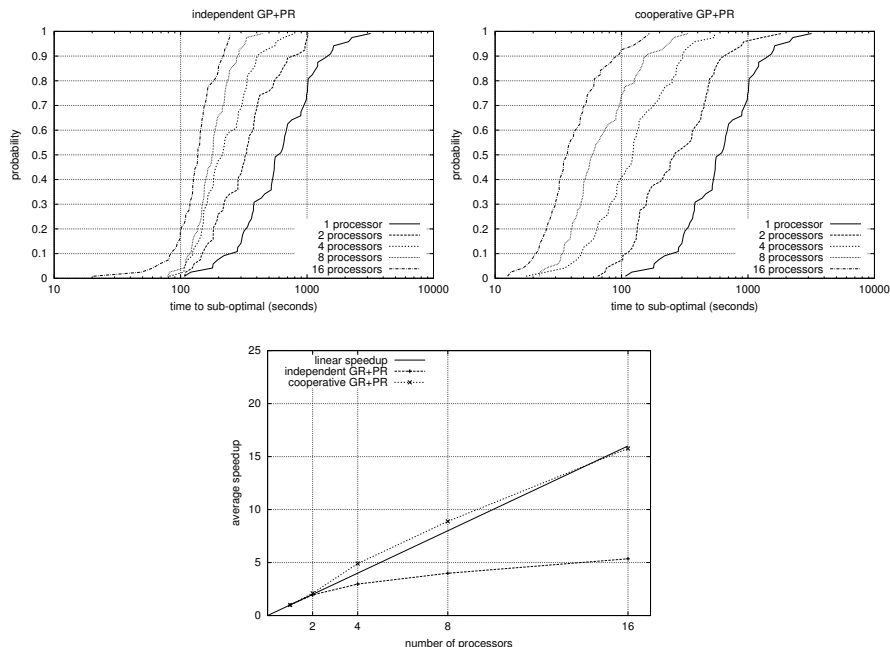 independent GP+PR
1
0.9
0.8
0.7
0.6
0.5
0.4
0.3
0.2
0.1
0
probability
1 processor
2 processors
4 processors
8 processors
16 processors
10 100 1000 10000
time to sub-optimal (seconds)
cooperative GP+PR
1
0.9
0.8
0.7
0.6
0.5
0.4
0.3
0.2
0.1
0
probability
1 processor
2 processors
4 processors
8 processors
16 processors
10 100 1000 10000
time to sub-optimal (seconds)
25
20
15
10
5
0
average speedup
linear speedup
independent GR+PR
cooperative GR+PR
2 4 8 16
number of processors